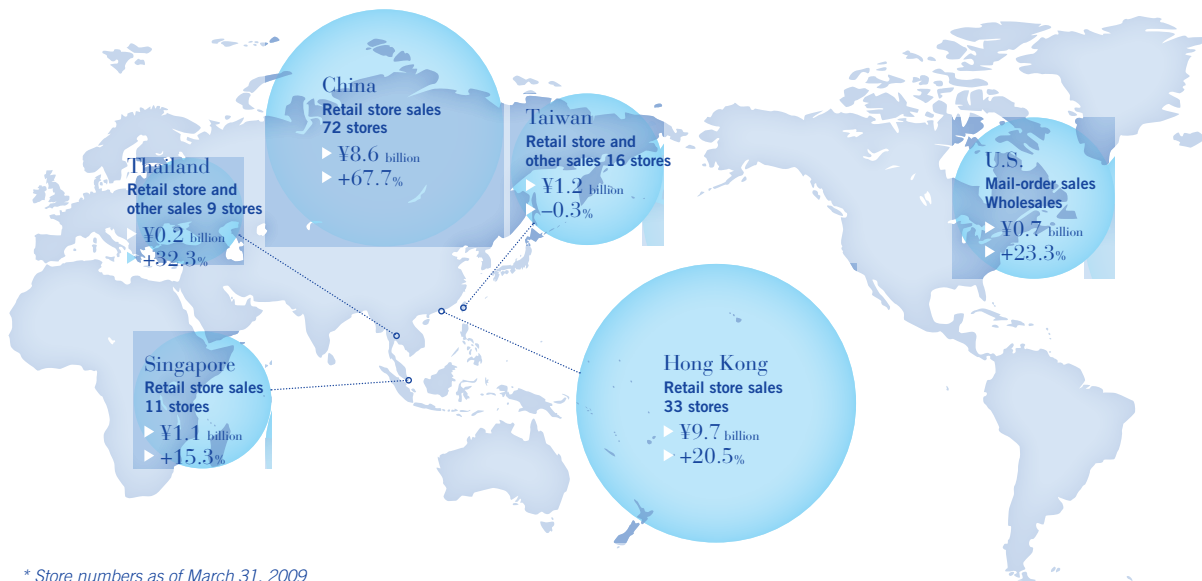 China
Retail store sales
72 stores
¥8.6 billion
+67.7%
Taiwan
Retail store and
other sales 16 stores
¥1.2 billion
–0.3%
U.S.
Mail-order sales
Wholesales
¥0.7 billion
+23.3%
Thailand
Retail store and
other sales 9 stores
¥0.2 billion
+32.3%
Singapore
Retail store sales
11 stores
¥1.1 billion
+15.3%
Hong Kong
Retail store sales
33 stores
¥9.7 billion
+20.5%
* Store numbers as of March 31, 2009